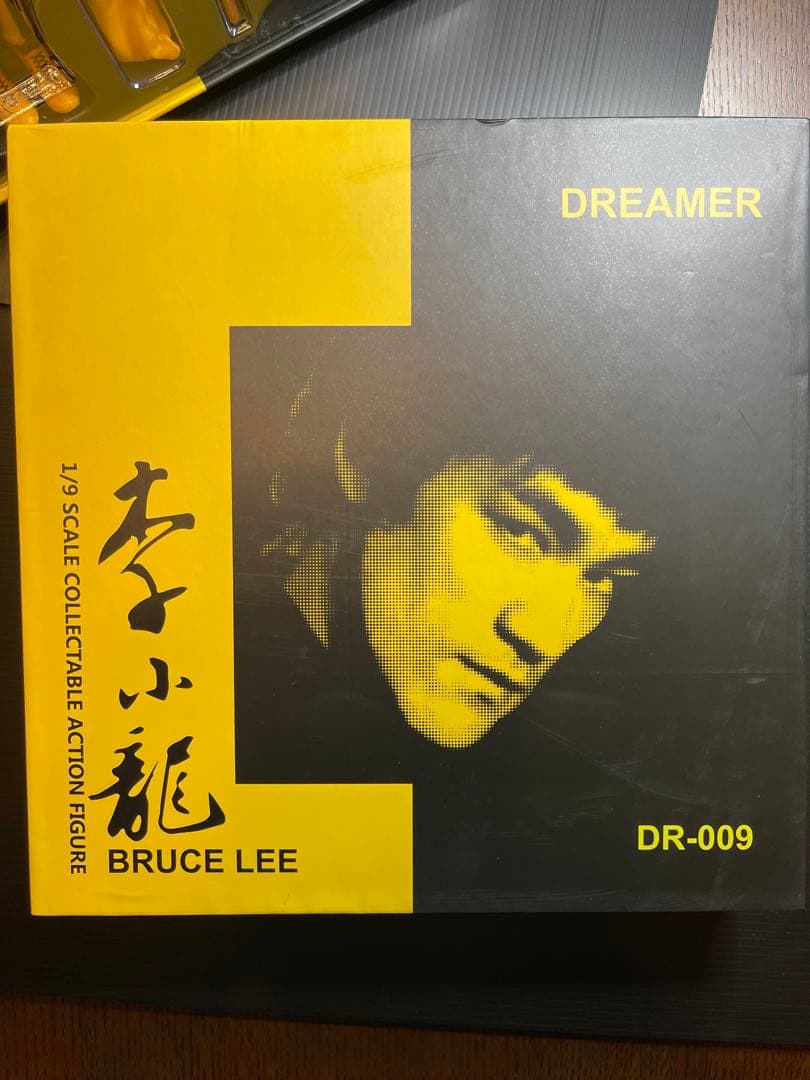 DREAMER
1/9 SCALE COLLECTABLE ACTION FIGURE
李小龍
BRUCE LEE
DR-009